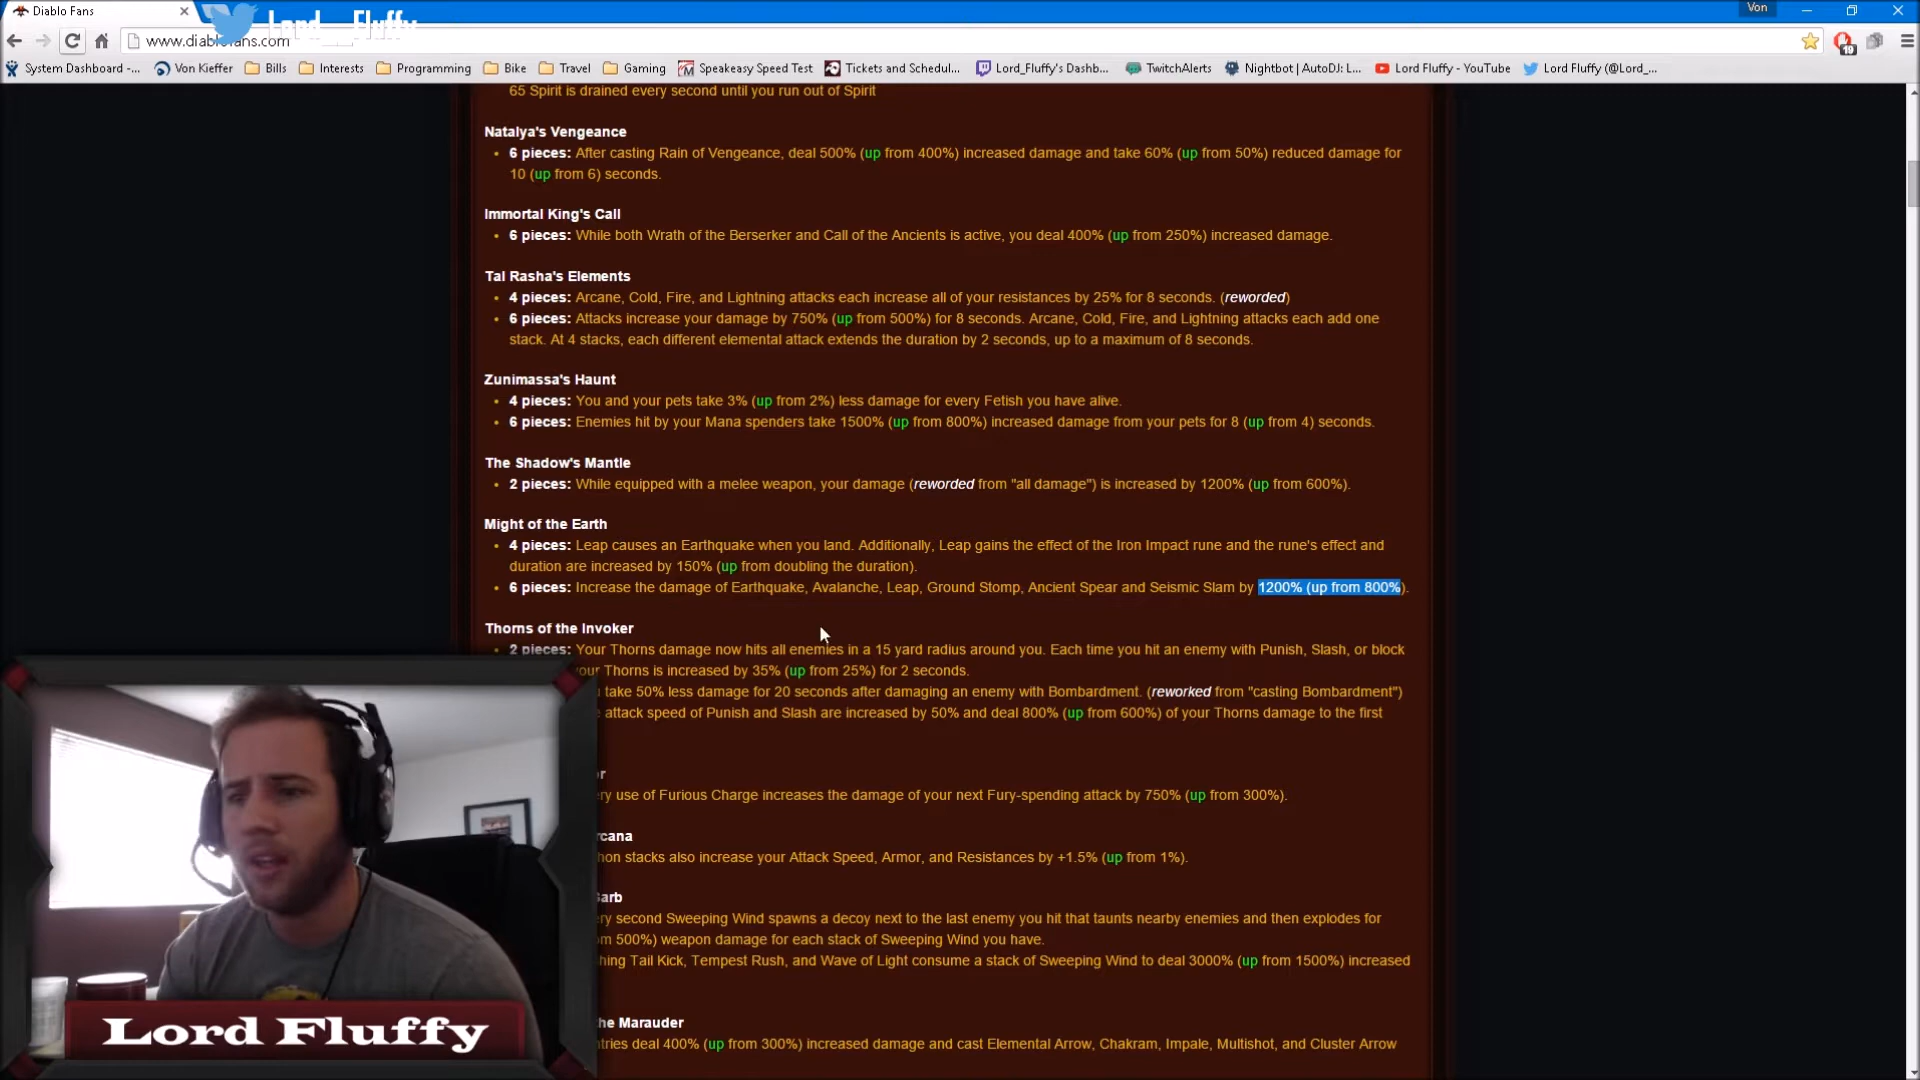 Diablo Fans
Lord__Fluffy
Von
www.diablofans.com
19
System Dashboard -...
Von Kieffer
Bills
Interests
Programming
Bike
Travel
Gaming
Speakeasy Speed Test
Tickets and Schedul...
Lord_Fluffy's Dashb...
TwitchAlerts
Nightbot | AutoDJ: L...
Lord Fluffy - YouTube
Lord Fluffy (@Lord_...
65 Spirit is drained every second until you run out of Spirit
Natalya's Vengeance
• 6 pieces: After casting Rain of Vengeance, deal 500% (up from 400%) increased damage and take 60% (up from 50%) reduced damage for
10 (up from 6) seconds.
Immortal King's Call
• 6 pieces: While both Wrath of the Berserker and Call of the Ancients is active, you deal 400% (up from 250%) increased damage.
Tal Rasha's Elements
• 4 pieces: Arcane, Cold, Fire, and Lightning attacks each increase all of your resistances by 25% for 8 seconds. (reworded)
• 6 pieces: Attacks increase your damage by 750% (up from 500%) for 8 seconds. Arcane, Cold, Fire, and Lightning attacks each add one
stack. At 4 stacks, each different elemental attack extends the duration by 2 seconds, up to a maximum of 8 seconds.
Zunimassa's Haunt
• 4 pieces: You and your pets take 3% (up from 2%) less damage for every Fetish you have alive.
• 6 pieces: Enemies hit by your Mana spenders take 1500% (up from 800%) increased damage from your pets for 8 (up from 4) seconds.
The Shadow's Mantle
• 2 pieces: While equipped with a melee weapon, your damage (reworded from "all damage") is increased by 1200% (up from 600%).
Might of the Earth
• 4 pieces: Leap causes an Earthquake when you land. Additionally, Leap gains the effect of the Iron Impact rune and the rune's effect and
duration are increased by 150% (up from doubling the duration).
• 6 pieces: Increase the damage of Earthquake, Avalanche, Leap, Ground Stomp, Ancient Spear and Seismic Slam by 1200% (up from 800%).
Thorns of the Invoker
• 2 pieces: Your Thorns damage now hits all enemies in a 15 yard radius around you. Each time you hit an enemy with Punish, Slash, or block
your Thorns is increased by 35% (up from 25%) for 2 seconds.
take 50% less damage for 20 seconds after damaging an enemy with Bombardment. (reworked from "casting Bombardment")
attack speed of Punish and Slash are increased by 50% and deal 800% (up from 600%) of your Thorns damage to the first
use of Furious Charge increases the damage of your next Fury-spending attack by 750% (up from 300%).
stacks also increase your Attack Speed, Armor, and Resistances by +1.5% (up from 1%).
second Sweeping Wind spawns a decoy next to the last enemy you hit that taunts nearby enemies and then explodes for
500%) weapon damage for each stack of Sweeping Wind you have.
Tail Kick, Tempest Rush, and Wave of Light consume a stack of Sweeping Wind to deal 3000% (up from 1500%) increased
the Marauder
deal 400% (up from 300%) increased damage and cast Elemental Arrow, Chakram, Impale, Multishot, and Cluster Arrow
Lord Fluffy